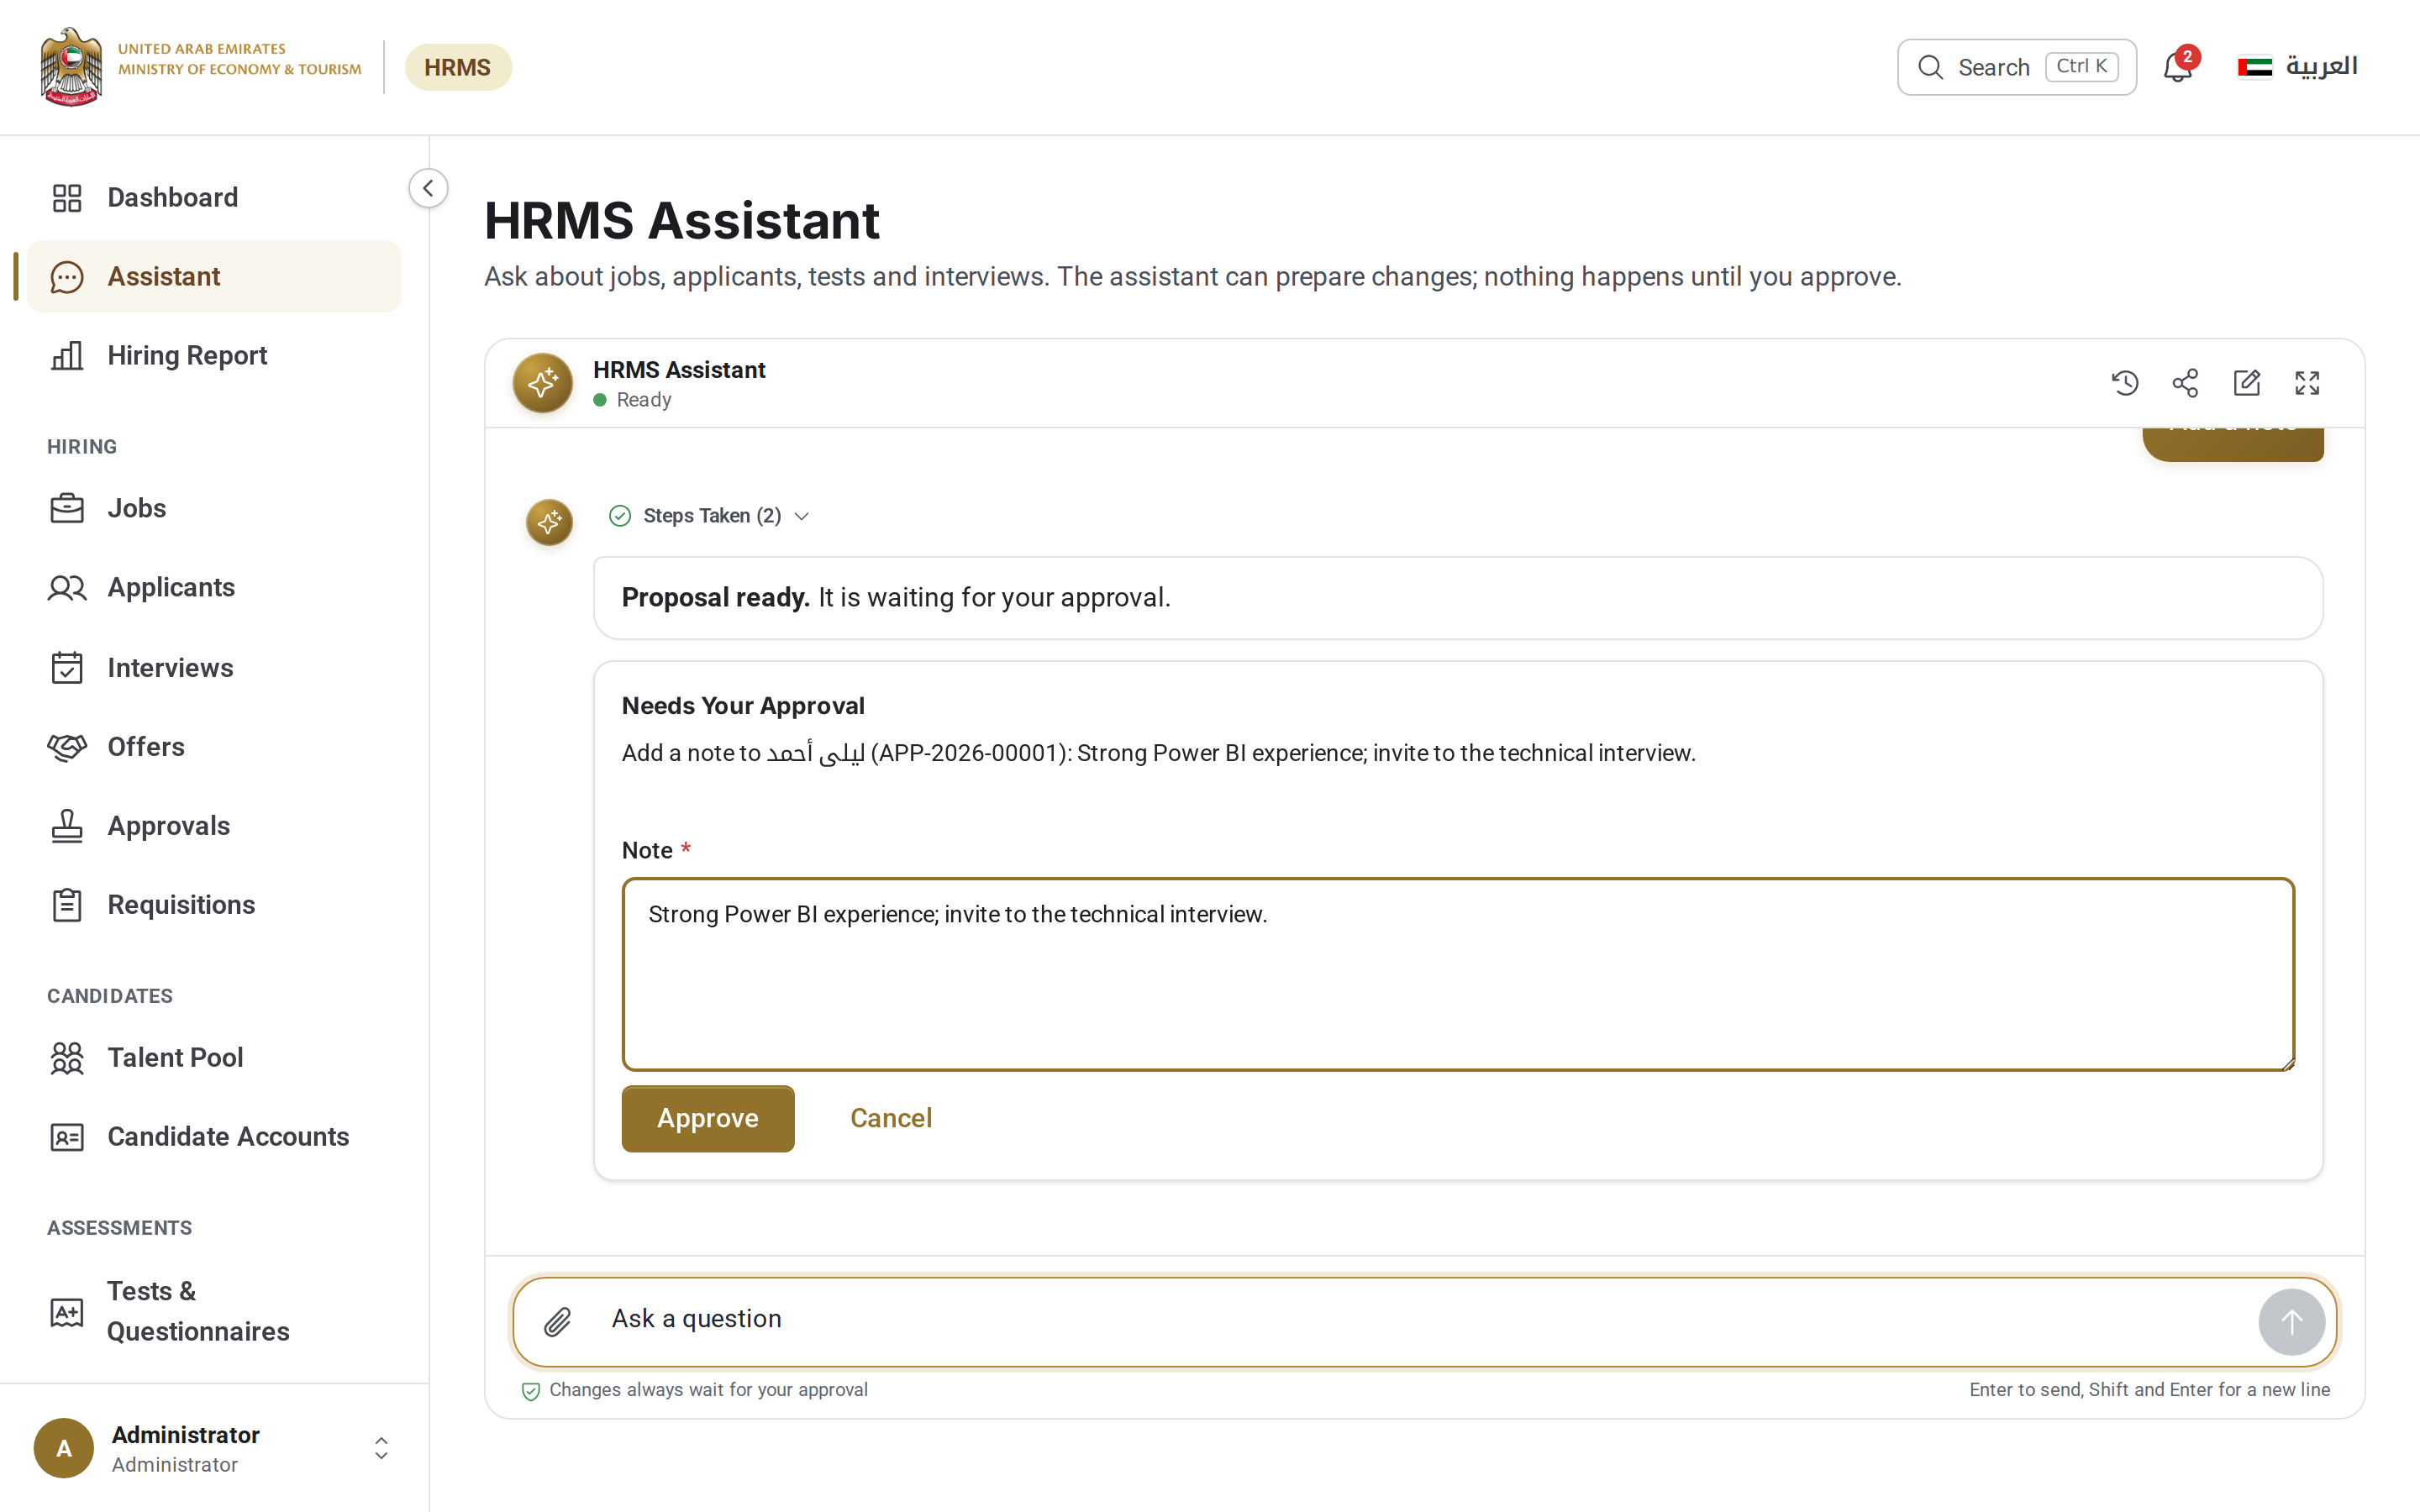 UNITED ARAB EMIRATES
MINISTRY OF ECONOMY & TOURISM
HRMS
Search
Ctrl K
2
العربية
Dashboard
Assistant
Hiring Report
HIRING
Jobs
Applicants
Interviews
Offers
Approvals
Requisitions
CANDIDATES
Talent Pool
Candidate Accounts
ASSESSMENTS
A+
Tests &
Questionnaires
A
Administrator
Administrator
HRMS Assistant
Ask about jobs, applicants, tests and interviews. The assistant can prepare changes; nothing happens until you approve.
HRMS Assistant
Ready
Steps Taken (2)
Proposal ready. It is waiting for your approval.
Needs Your Approval
Add a note to ليلى أحمد (APP-2026-00001): Strong Power BI experience; invite to the technical interview.
Note *
Strong Power BI experience; invite to the technical interview.
Approve
Cancel
Ask a question
Changes always wait for your approval
Enter to send, Shift and Enter for a new line